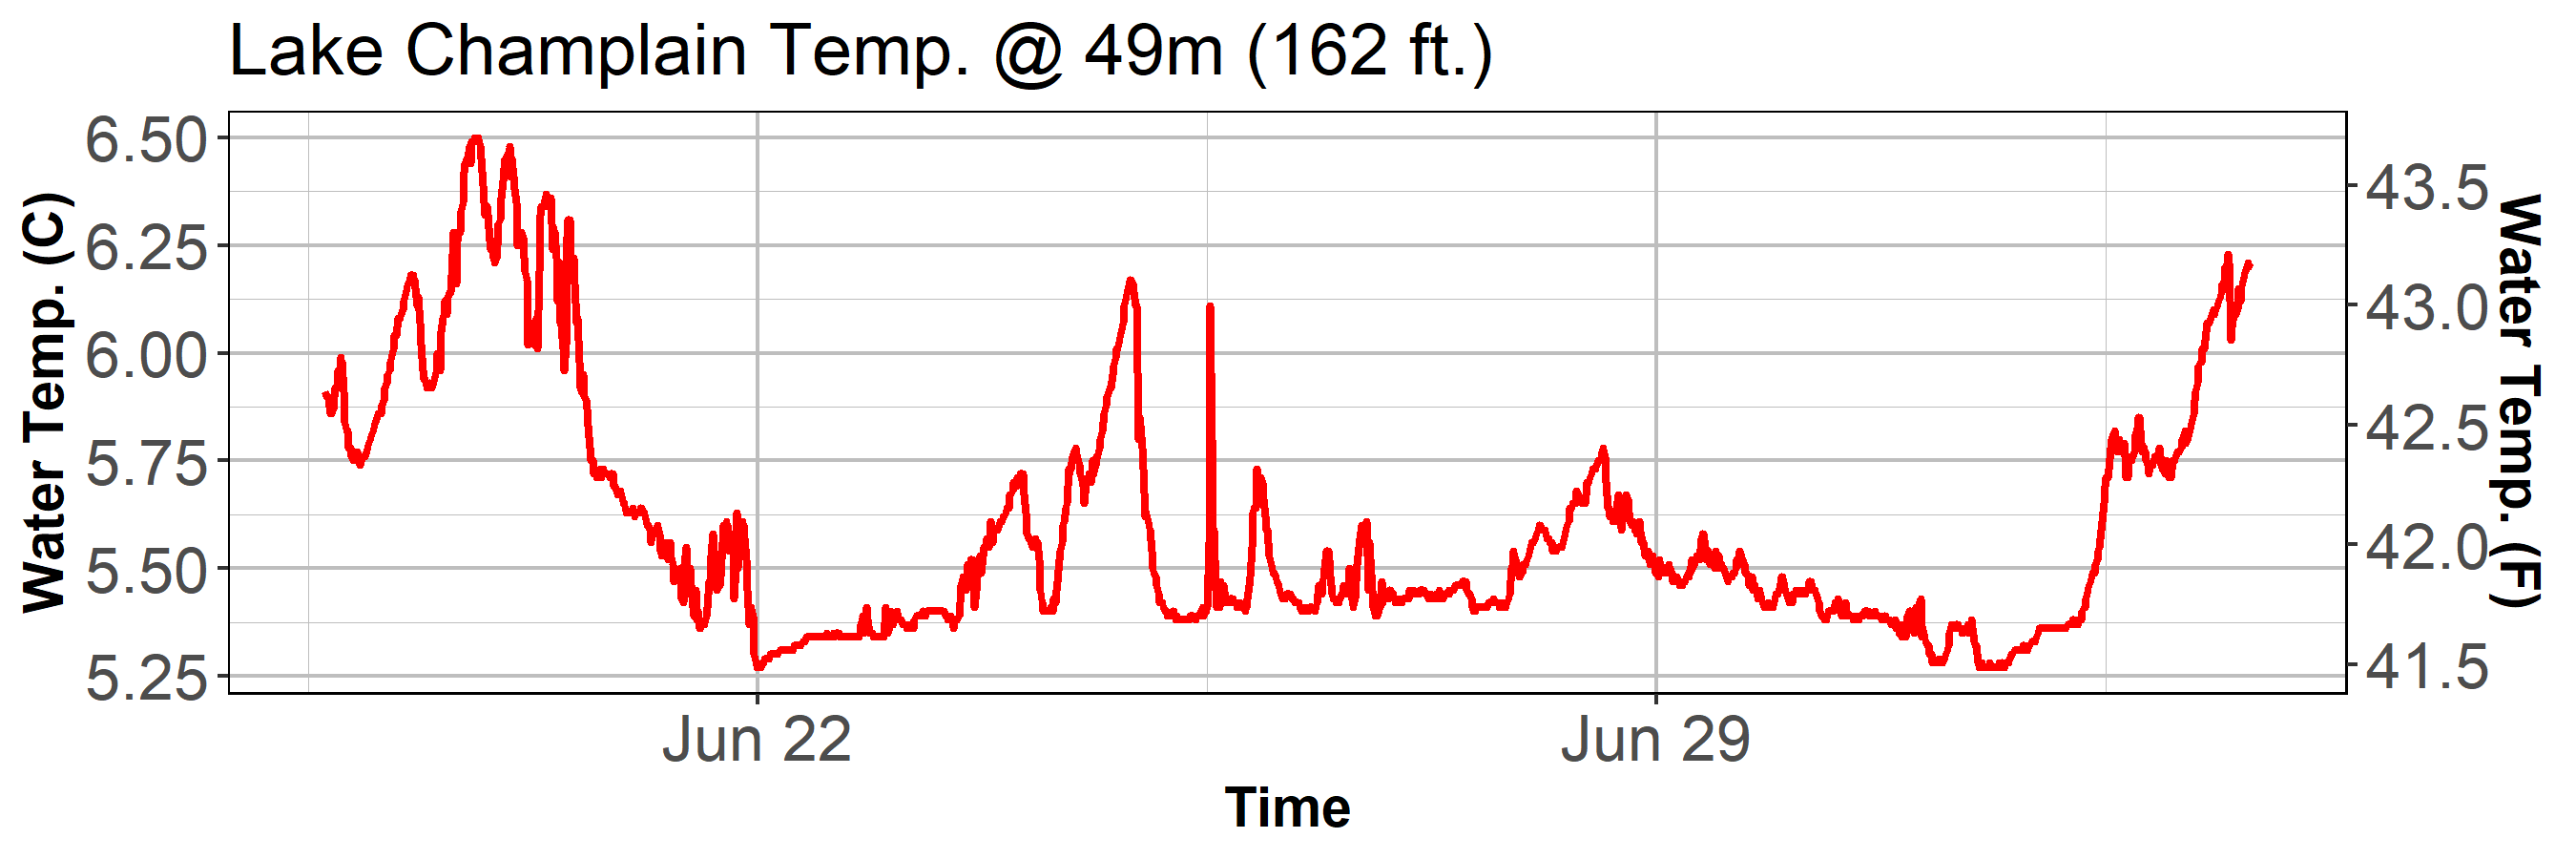 Lake Champlain Temp. @ 49m (162 ft.)
Water Temp. (C)
6.50
6.25
6.00
5.75
5.50
5.25
43.5
43.0
42.5
42.0
41.5
Water Temp. (F)
Jun 22
Jun 29
Time